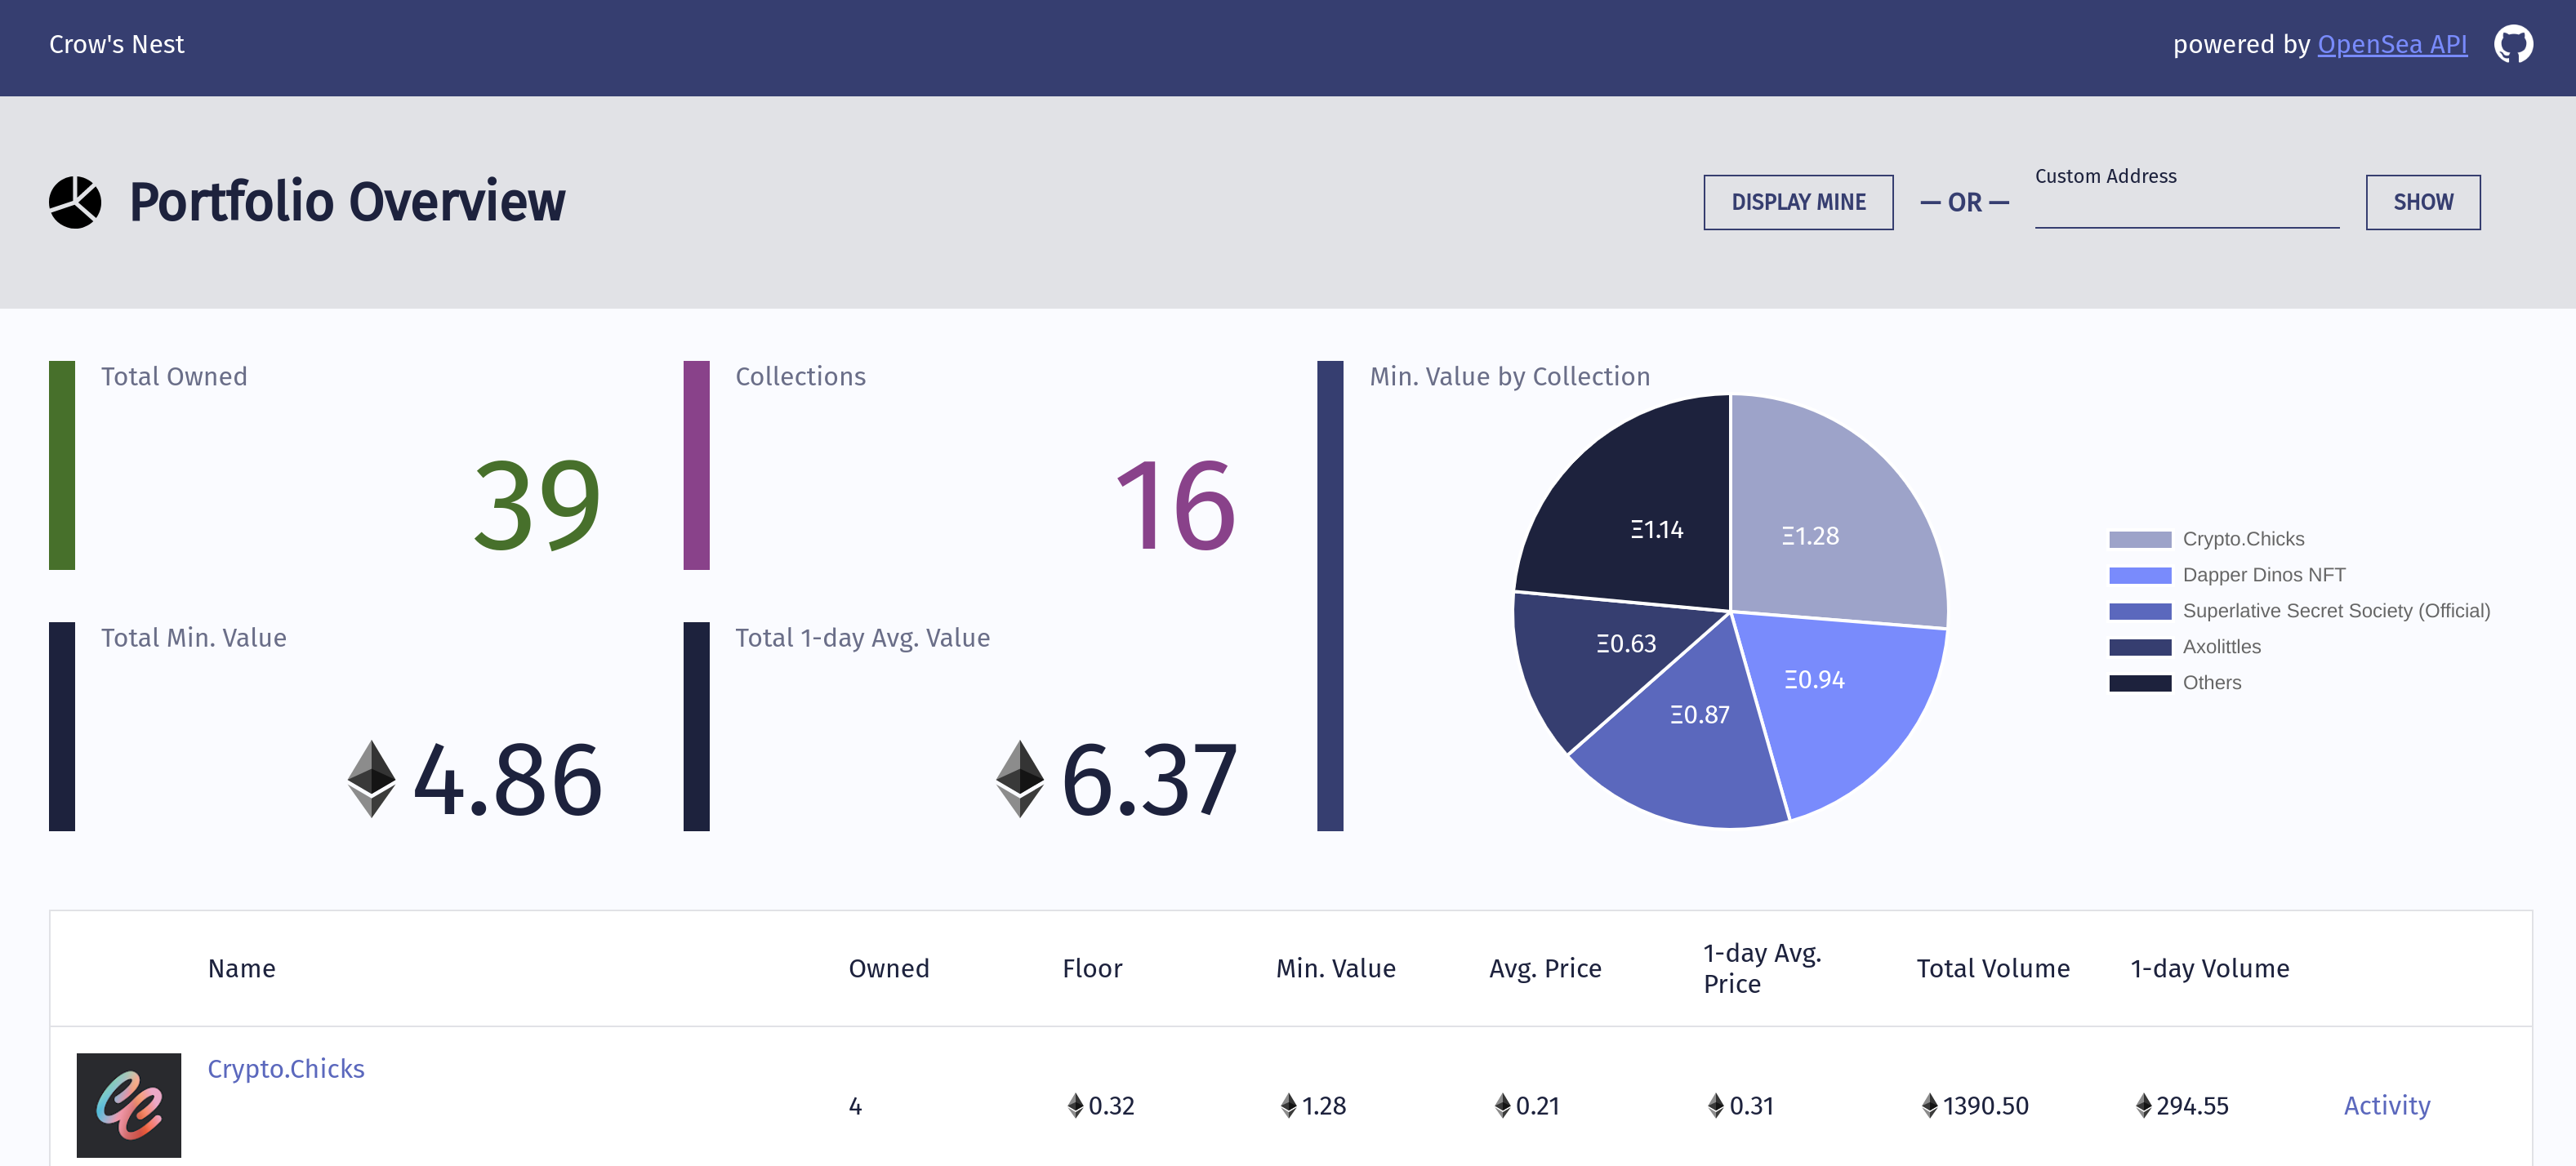 Crow's Nest
powered by OpenSea API
Portfolio Overview
DISPLAY MINE
— OR —
Custom Address
SHOW
Total Owned
39
Collections
16
Min. Value by Collection
Ξ1.14
Ξ1.28
Ξ0.63
Ξ0.94
Ξ0.87
Crypto.Chicks
Dapper Dinos NFT
Superlative Secret Society (Official)
Axolittles
Others
Total Min. Value
4.86
Total 1-day Avg. Value
6.37
Name
Owned
Floor
Min. Value
Avg. Price
1-day Avg.
Price
Total Volume
1-day Volume
Crypto.Chicks
4
0.32
1.28
0.21
0.31
1390.50
294.55
Activity